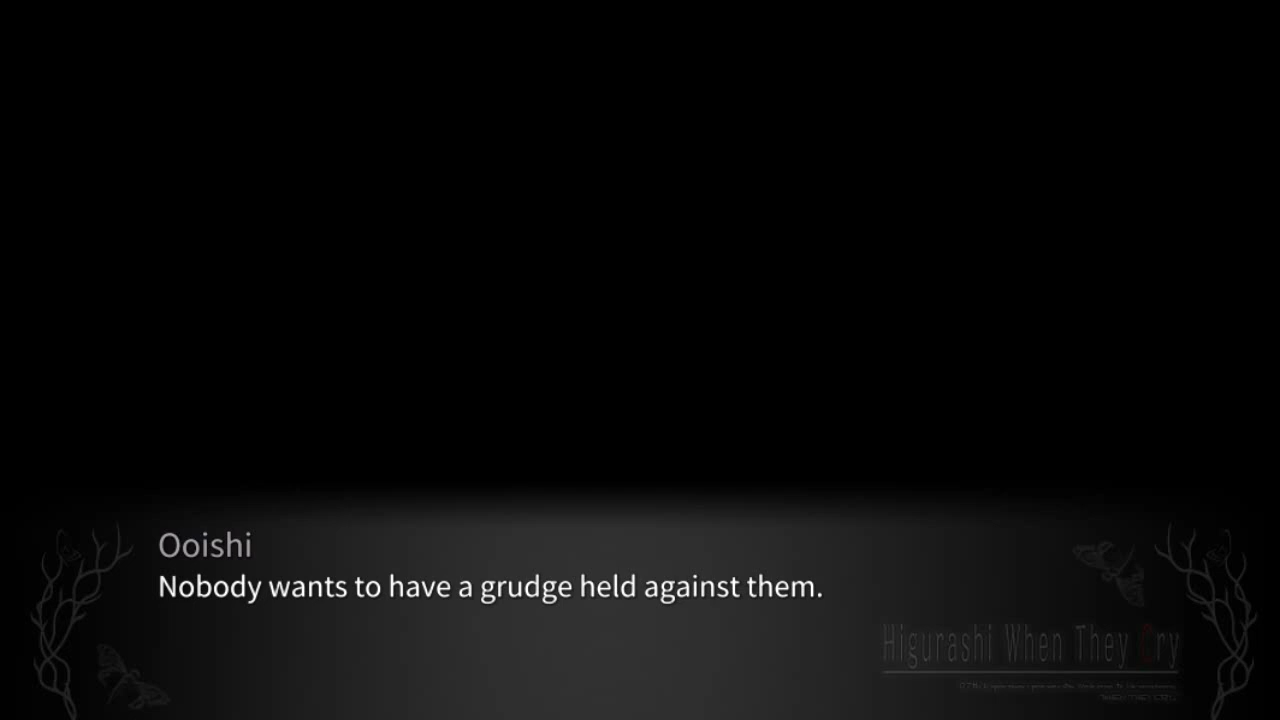 Ooishi
Nobody wants to have a grudge held against them.
Higurashi When They Cry